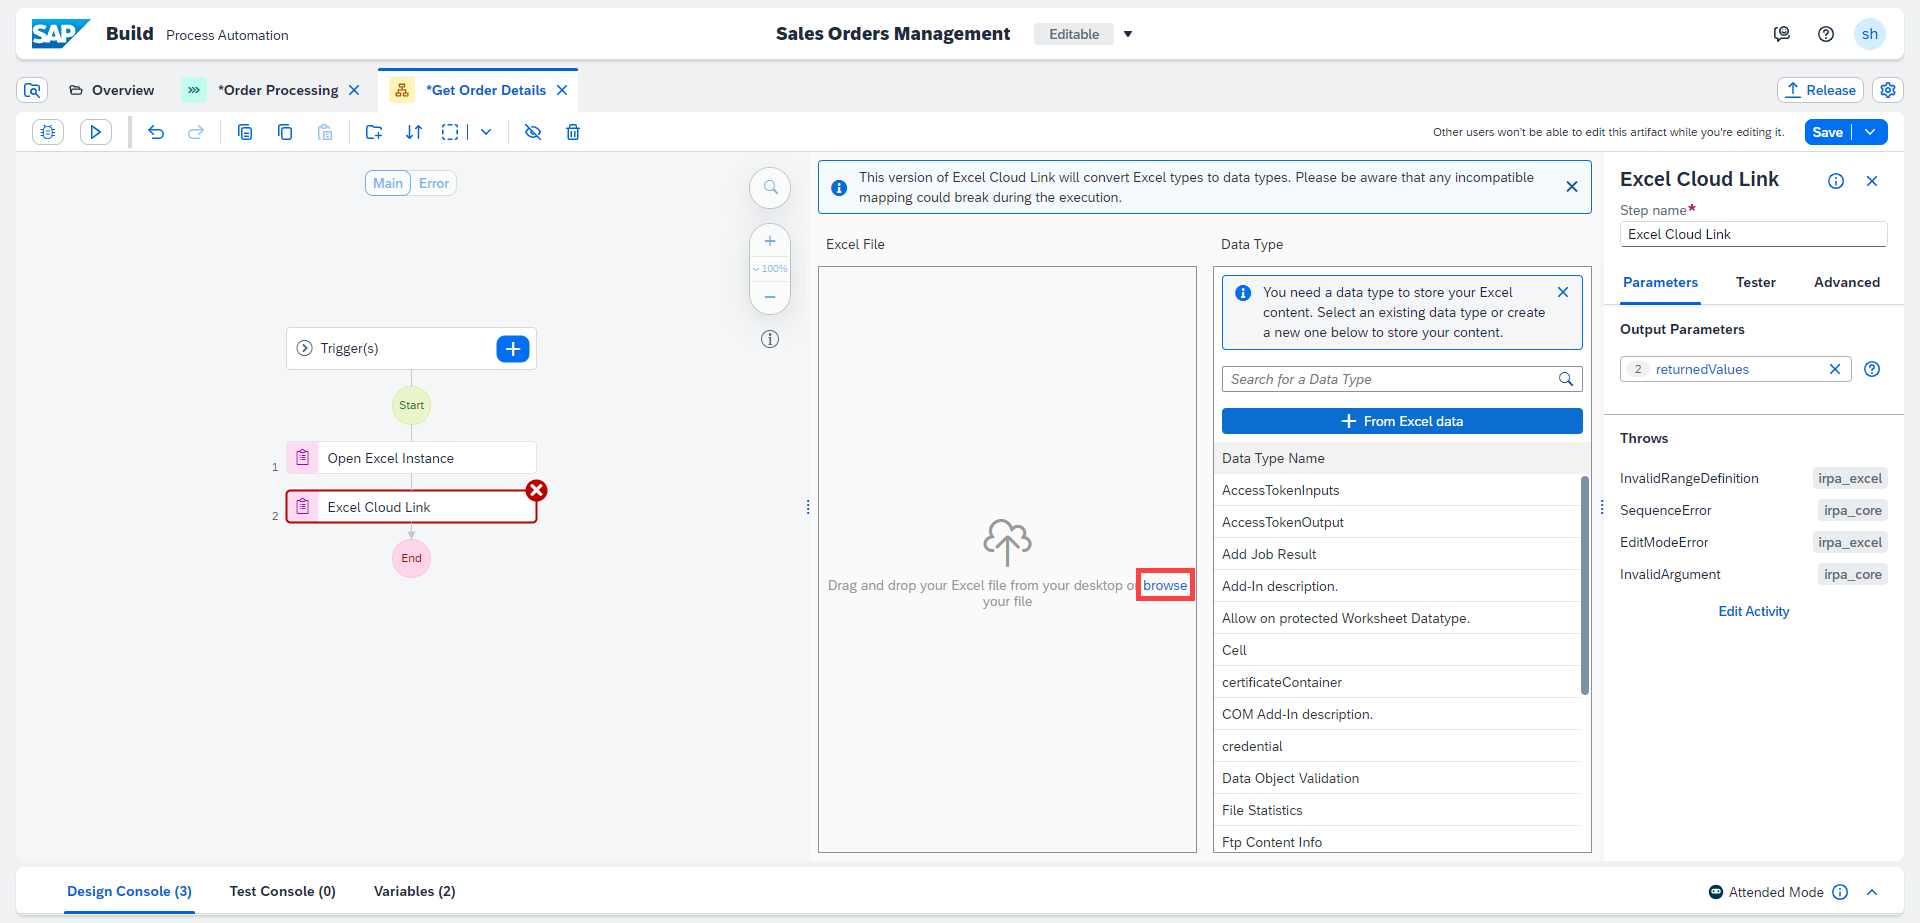 SAP Build Process Automation
Sales Orders Management
Editable
sh
Overview
*Order Processing
*Get Order Details
Release
Other users won't be able to edit this artifact while you're editing it.
Save
Main
Error
100%
Trigger(s)
Start
1
Open Excel Instance
2
Excel Cloud Link
End
This version of Excel Cloud Link will convert Excel types to data types. Please be aware that any incompatible
mapping could break during the execution.
Excel File
Drag and drop your Excel file from your desktop or browse
your file
Data Type
You need a data type to store your Excel
content. Select an existing data type or create
a new one below to store your content.
Search for a Data Type
From Excel data
Data Type Name
AccessTokenInputs
AccessTokenOutput
Add Job Result
Add-In description.
Allow on protected Worksheet Datatype.
Cell
certificateContainer
COM Add-In description.
credential
Data Object Validation
File Statistics
Ftp Content Info
Excel Cloud Link
Step name*
Excel Cloud Link
Parameters
Tester
Advanced
Output Parameters
2 returnedValues
Throws
InvalidRangeDefinition irpa_excel
SequenceError irpa_core
EditModeError irpa_excel
InvalidArgument irpa_core
Edit Activity
Design Console (3)
Test Console (0)
Variables (2)
Attended Mode